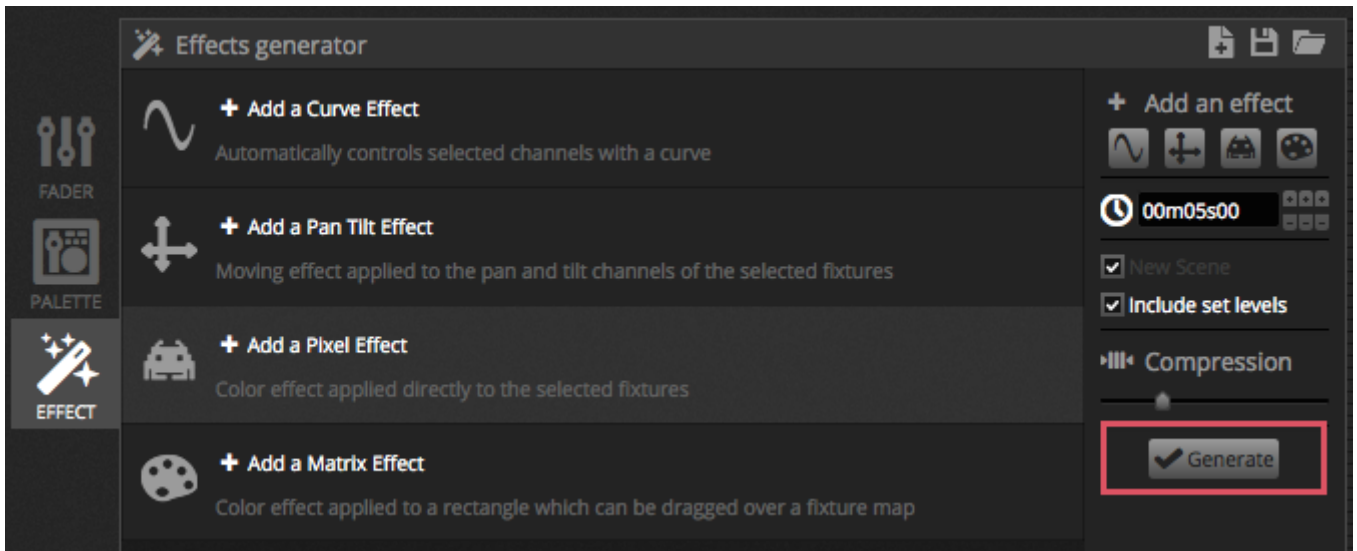 Effects generator
FADER
PALETTE
EFFECT
+ Add a Curve Effect
Automatically controls selected channels with a curve
+ Add a Pan Tilt Effect
Moving effect applied to the pan and tilt channels of the selected fixtures
+ Add a Pixel Effect
Color effect applied directly to the selected fixtures
+ Add a Matrix Effect
Color effect applied to a rectangle which can be dragged over a fixture map
+ Add an effect
00m05s00
New Scene
Include set levels
Compression
Generate